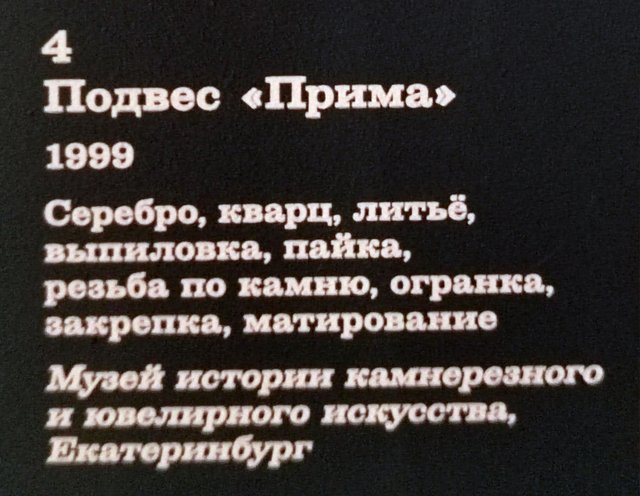 4
Подвес «Прима»
1999
Серебро, кварц, литьё,
выпиловка, пайка,
резьба по камню, огранка,
закрепка, матирование
Музей истории камнерезного
и ювелирного искусства,
Екатеринбург